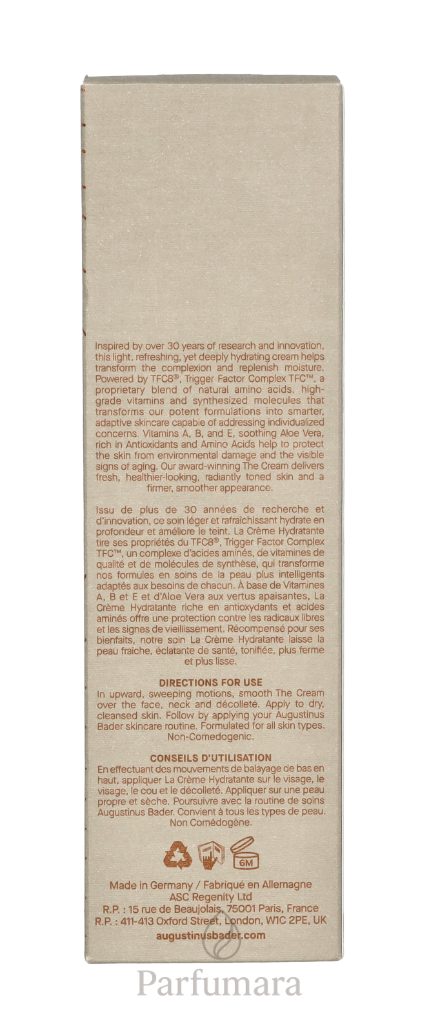 Inspired by over 30 years of research and innovation,
this light, refreshing, yet deeply hydrating cream helps
transform the complexion and replenish moisture.
Powered by TFC8®, Trigger Factor Complex TFC™, a
proprietary blend of natural amino acids, high-
grade vitamins and synthesized molecules that
transforms our potent formulations into smarter,
adaptive skincare capable of addressing individualized
concerns. Vitamins A, B, and E, soothing Aloe Vera,
rich in Antioxidants and Amino Acids help to protect
the skin from environmental damage and the visible
signs of aging. Our award-winning The Cream delivers
fresh, healthier-looking, radiantly toned skin and a
firmer, smoother appearance.
Issu de plus de 30 années de recherche et
d'innovation, ce soin léger et rafraîchissant hydrate en
profondeur et améliore le teint. La Crème Hydratante
tire ses propriétés du TFC8®, Trigger Factor Complex
TFC™, un complexe d'acides aminés, de vitamines de
qualité et de molécules de synthèse, qui transforme
nos formules en soins de la peau plus intelligents
adaptés aux besoins de chacun. À base de Vitamines
A, B et E et d'Aloe Vera aux vertus apaisantes, La
Crème Hydratante riche en antioxydants et acides
aminés offre une protection contre les radicaux libres
et les signes de vieillissement. Récompensé pour ses
bienfaits, notre soin La Crème Hydratante laisse la
peau fraîche, éclatante de santé, tonifiée, plus ferme
et plus lisse.
DIRECTIONS FOR USE
In upward, sweeping motions, smooth The Cream
over the face, neck and décolleté. Apply to dry,
cleansed skin. Follow by applying your Augustinus
Bader skincare routine. Formulated for all skin types.
Non-Comedogenic.
CONSEILS D'UTILISATION
En effectuant des mouvements de balayage de bas en
haut, appliquer La Crème Hydratante sur le visage, le
visage, le cou et le décolleté. Appliquer sur une peau
propre et sèche. Poursuivre avec la routine de soins
Augustinus Bader. Convient à tous les types de peau.
Non Comédogène.
6M
Made in Germany / Fabriqué en Allemagne
ASC Regenity Ltd
R.P. : 15 rue de Beaujolais, 75001 Paris, France
R.P. : 411-413 Oxford Street, London, W1C 2PE, UK
augustinusbader.com
Parfumara